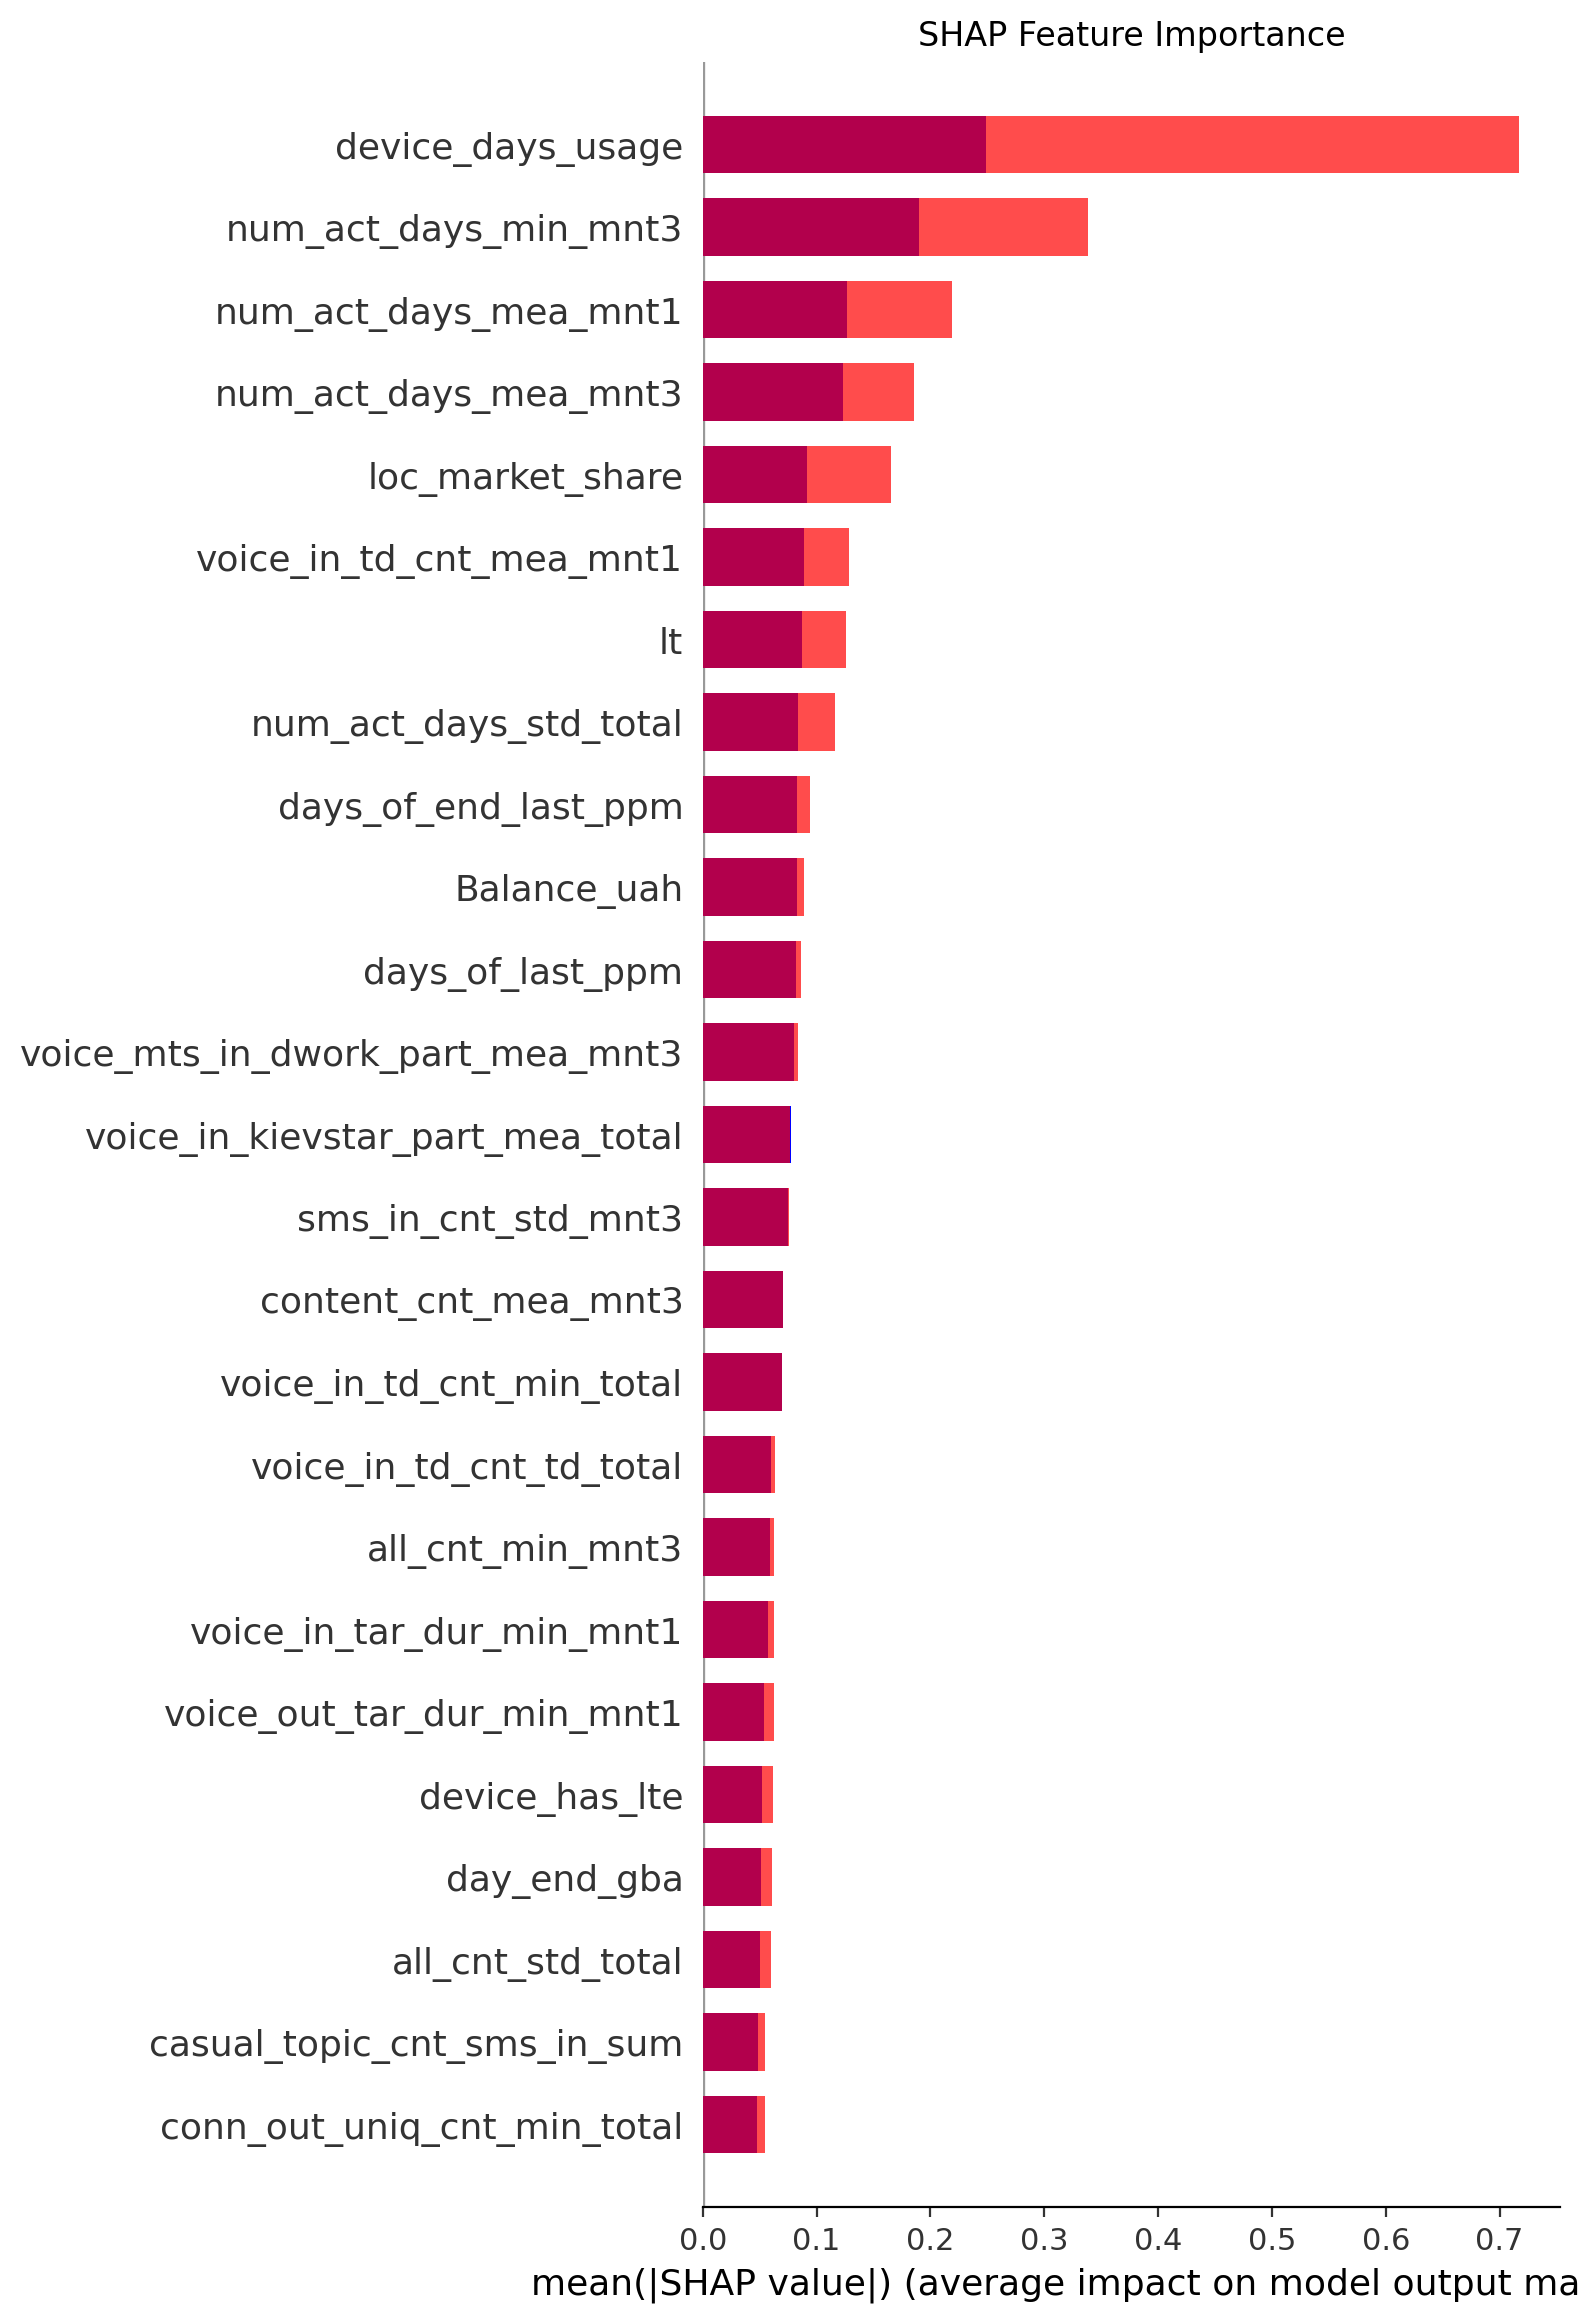 SHAP Feature Importance
device_days_usage
num_act_days_min_mnt3
num_act_days_mea_mnt1
num_act_days_mea_mnt3
loc_market_share
voice_in_td_cnt_mea_mnt1
lt
num_act_days_std_total
days_of_end_last_ppm
Balance_uah
days_of_last_ppm
voice_mts_in_dwork_part_mea_mnt3
voice_in_kievstar_part_mea_total
sms_in_cnt_std_mnt3
content_cnt_mea_mnt3
voice_in_td_cnt_min_total
voice_in_td_cnt_td_total
all_cnt_min_mnt3
voice_in_tar_dur_min_mnt1
voice_out_tar_dur_min_mnt1
device_has_lte
day_end_gba
all_cnt_std_total
casual_topic_cnt_sms_in_sum
conn_out_uniq_cnt_min_total
0.0 0.1 0.2 0.3 0.4 0.5 0.6 0.7
mean(|SHAP value|) (average impact on model output ma